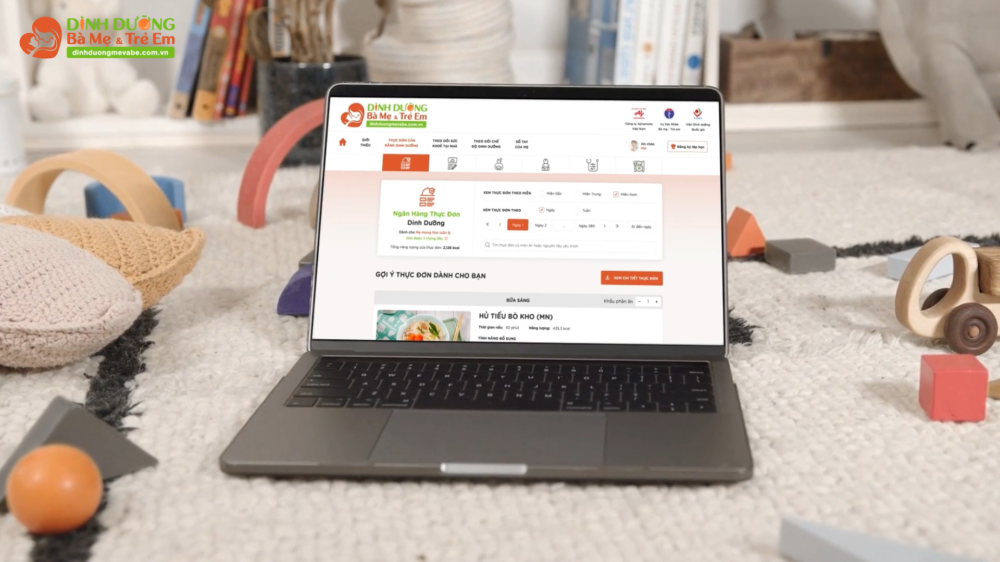 DINH DƯỠNG
Bà Mẹ & Trẻ Em
dinhduongmevabe.com.vn
DINH DƯỠNG
Bà Mẹ & Trẻ Em
dinhduongmevabe.com.vn
AJINOMOTO
Công ty Ajinomoto
Việt Nam
Vụ Sức Khỏe
Bà mẹ - Trẻ em
Viện Dinh dưỡng
Quốc gia
GIỚI
THIỆU
THỰC ĐƠN CÂN
BẰNG DINH DƯỠNG
THEO DÕI SỨC
KHOẺ TẠI NHÀ
THEO DÕI CHẾ
ĐỘ DINH DƯỠNG
SỔ TAY
CỦA MẸ
Xin chào
Mai
Đăng ký lớp học
Ngân Hàng Thực Đơn
Dinh Dưỡng
Dành cho Mẹ mang thai tuần 8,
Giai đoạn 3 tháng đầu
Tổng năng lượng của thực đơn: 2,126 kcal
XEM THỰC ĐƠN THEO MIỀN
Miền Bắc
Miền Trung
Miền Nam
XEM THỰC ĐƠN THEO
Ngày
Tuần
« ‹ Ngày 1 Ngày 2 ... Ngày 280 › » Đi đến ngày
Tìm thực đơn có món ăn hoặc nguyên liệu yêu thích
GỢI Ý THỰC ĐƠN DÀNH CHO BẠN
XEM CHI TIẾT THỰC ĐƠN
BỮA SÁNG
Khẩu phần ăn - 1 +
HỦ TIẾU BÒ KHO (MN)
Thời gian nấu: 50 phút Năng lượng: 435,3 kcal
TÍNH NĂNG BỔ SUNG